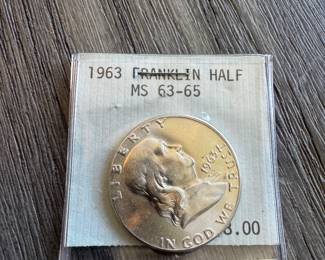 1963 FRANKLIN HALF
MS 63-65
LIBERTY
1963
IN GOD WE TRUST
8.00